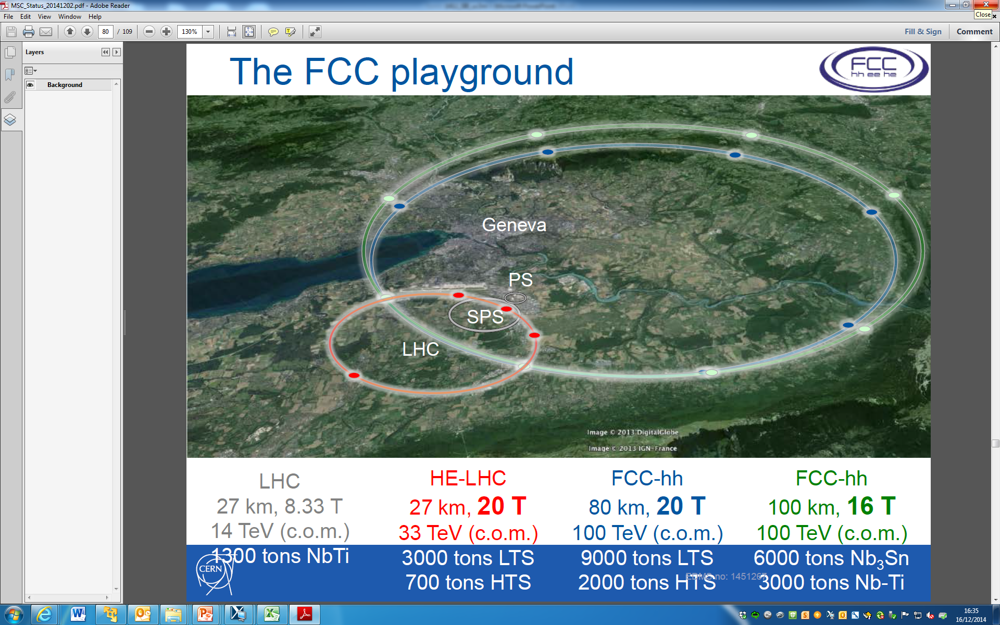 MSC_Status_20141202.pdf - Adobe Reader
Close
File Edit View Window Help
80 / 109 130%
Fill & Sign Comment
Layers
Background
The FCC playground
FCC
hh ee he
Geneva
PS
SPS
LHC
Image © 2013 DigitalGlobe
Image © 2013 IGN-France
LHC
27 km, 8.33 T
14 TeV (c.o.m.)
1300 tons NbTi
HE-LHC
27 km, 20 T
33 TeV (c.o.m.)
3000 tons LTS
700 tons HTS
FCC-hh
80 km, 20 T
100 TeV (c.o.m.)
9000 tons LTS
2000 tons HTS
FCC-hh
100 km, 16 T
100 TeV (c.o.m.)
6000 tons Nb₃Sn
3000 tons Nb-Ti
CERN
EDMS no: 1451267
16:35
16/12/2014